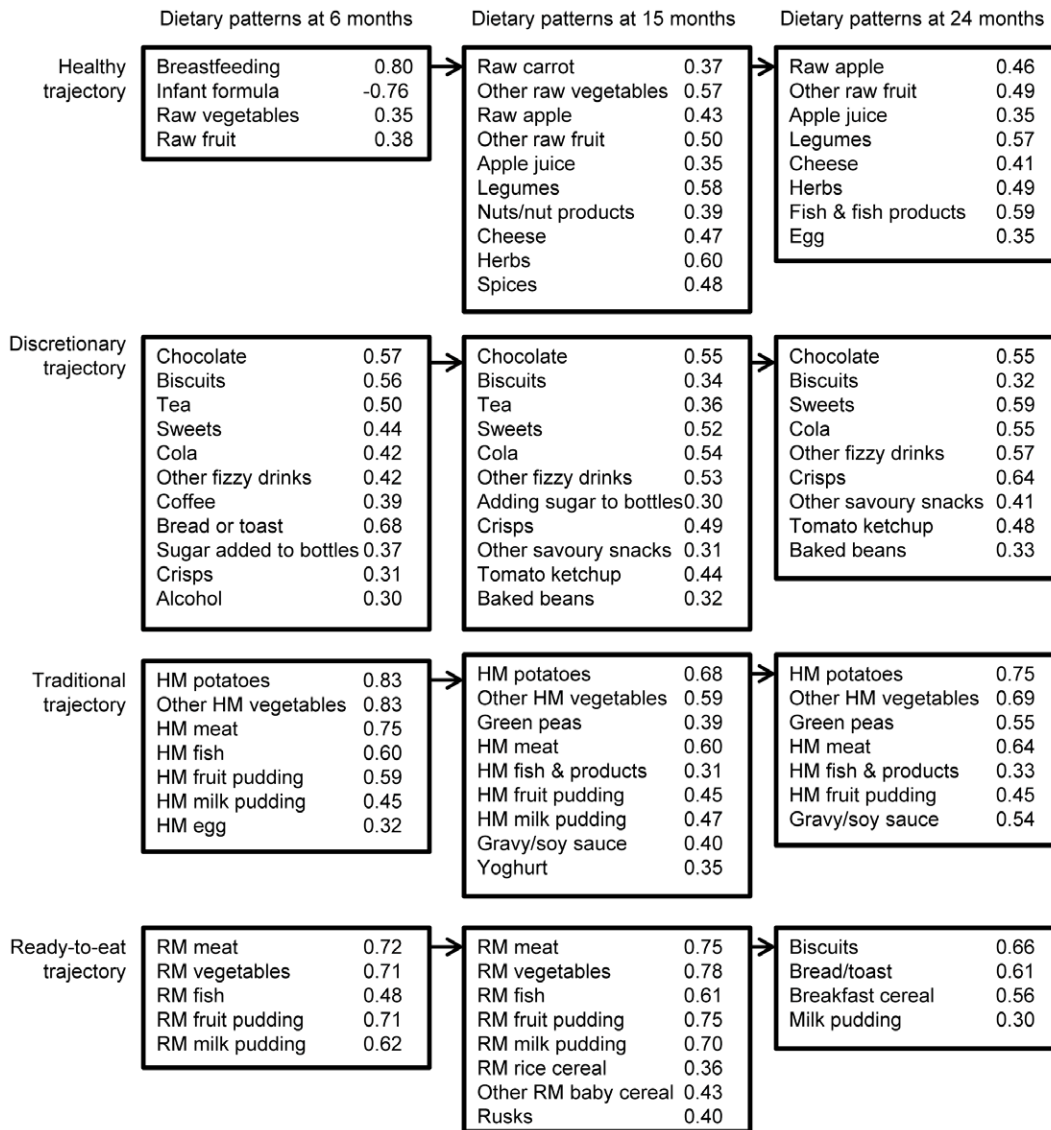 Dietary patterns at 6 months Dietary patterns at 15 months Dietary patterns at 24 months
Healthy trajectory
Breastfeeding 0.80
Infant formula -0.76
Raw vegetables 0.35
Raw fruit 0.38
Raw carrot 0.37
Other raw vegetables 0.57
Raw apple 0.43
Other raw fruit 0.50
Apple juice 0.35
Legumes 0.58
Nuts/nut products 0.39
Cheese 0.47
Herbs 0.60
Spices 0.48
Raw apple 0.46
Other raw fruit 0.49
Apple juice 0.35
Legumes 0.57
Cheese 0.41
Herbs 0.49
Fish & fish products 0.59
Egg 0.35
Discretionary trajectory
Chocolate 0.57
Biscuits 0.56
Tea 0.50
Sweets 0.44
Cola 0.42
Other fizzy drinks 0.42
Coffee 0.39
Bread or toast 0.68
Sugar added to bottles 0.37
Crisps 0.31
Alcohol 0.30
Chocolate 0.55
Biscuits 0.34
Tea 0.36
Sweets 0.52
Cola 0.54
Other fizzy drinks 0.53
Adding sugar to bottles 0.30
Crisps 0.49
Other savoury snacks 0.31
Tomato ketchup 0.44
Baked beans 0.32
Chocolate 0.55
Biscuits 0.32
Sweets 0.59
Cola 0.55
Other fizzy drinks 0.57
Crisps 0.64
Other savoury snacks 0.41
Tomato ketchup 0.48
Baked beans 0.33
Traditional trajectory
HM potatoes 0.83
Other HM vegetables 0.83
HM meat 0.75
HM fish 0.60
HM fruit pudding 0.59
HM milk pudding 0.45
HM egg 0.32
HM potatoes 0.68
Other HM vegetables 0.59
Green peas 0.39
HM meat 0.60
HM fish & products 0.31
HM fruit pudding 0.45
HM milk pudding 0.47
Gravy/soy sauce 0.40
Yoghurt 0.35
HM potatoes 0.75
Other HM vegetables 0.69
Green peas 0.55
HM meat 0.64
HM fish & products 0.33
HM fruit pudding 0.45
Gravy/soy sauce 0.54
Ready-to-eat trajectory
RM meat 0.72
RM vegetables 0.71
RM fish 0.48
RM fruit pudding 0.71
RM milk pudding 0.62
RM meat 0.75
RM vegetables 0.78
RM fish 0.61
RM fruit pudding 0.75
RM milk pudding 0.70
RM rice cereal 0.36
Other RM baby cereal 0.43
Rusks 0.40
Biscuits 0.66
Bread/toast 0.61
Breakfast cereal 0.56
Milk pudding 0.30